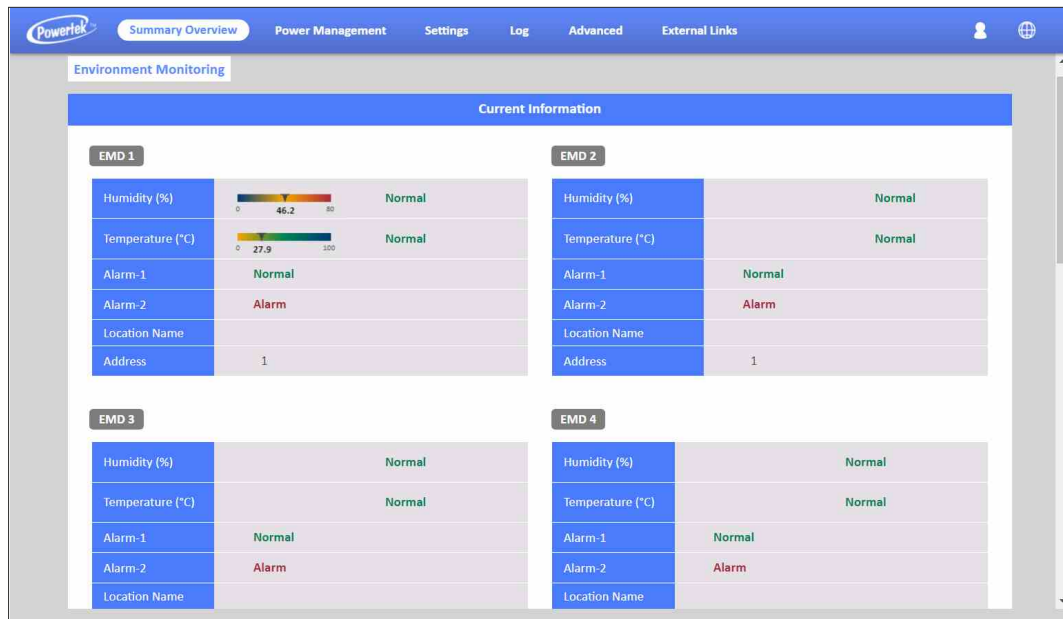 Powertek Summary Overview Power Management Settings Log Advanced External Links
Environment Monitoring
Current Information
EMD 1
Humidity (%) Normal
0 46.2 80
Temperature (°C) Normal
0 27.9 100
Alarm-1 Normal
Alarm-2 Alarm
Location Name
Address 1
EMD 2
Humidity (%) Normal
Temperature (°C) Normal
Alarm-1 Normal
Alarm-2 Alarm
Location Name
Address 1
EMD 3
Humidity (%) Normal
Temperature (°C) Normal
Alarm-1 Normal
Alarm-2 Alarm
Location Name
EMD 4
Humidity (%) Normal
Temperature (°C) Normal
Alarm-1 Normal
Alarm-2 Alarm
Location Name